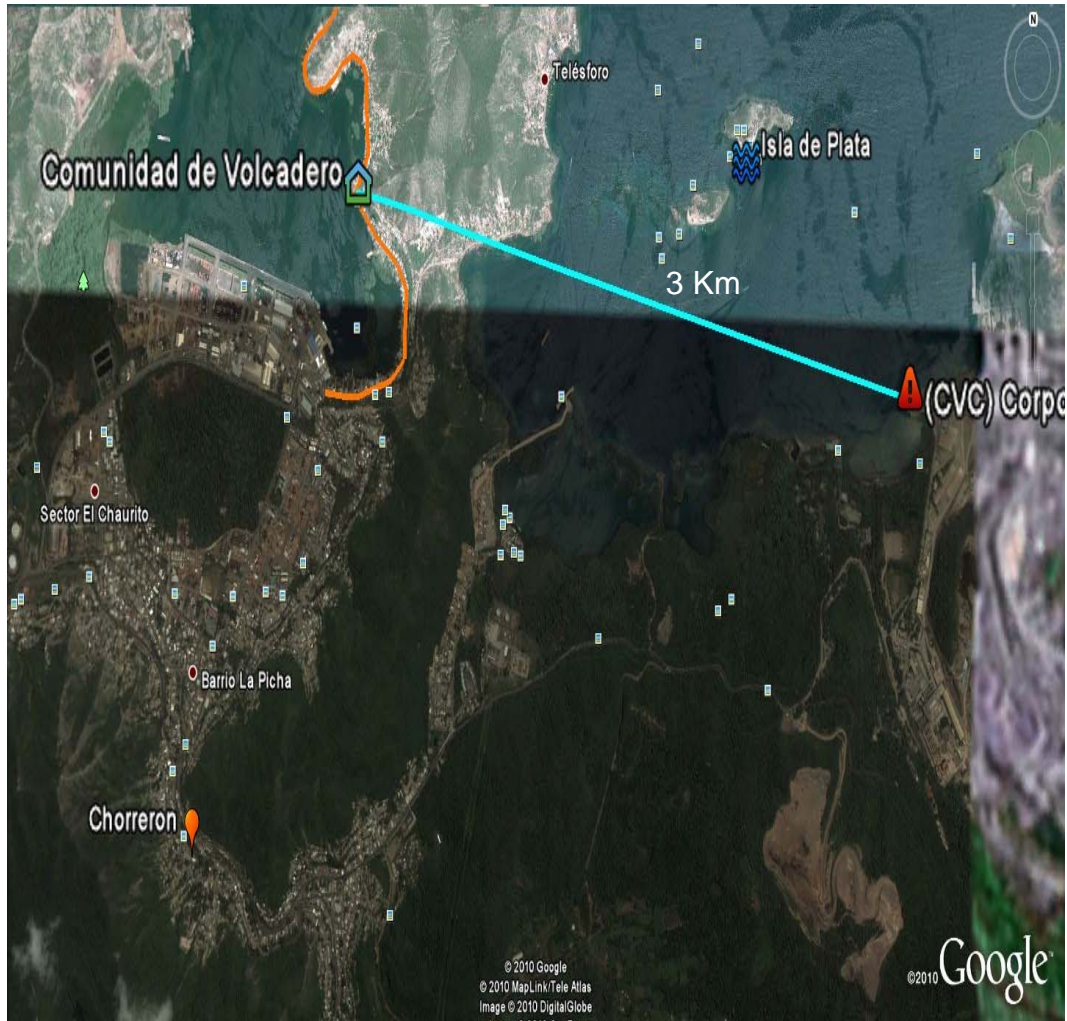 N
Telésforo
Isla de Plata
Comunidad de Volcadero
3 Km
(CVC) Corpo
Sector El Chaurito
Barrio La Picha
Chorreron
© 2010 Google
© 2010 MapLink/Tele Atlas
Image © 2010 DigitalGlobe
©2010 Google